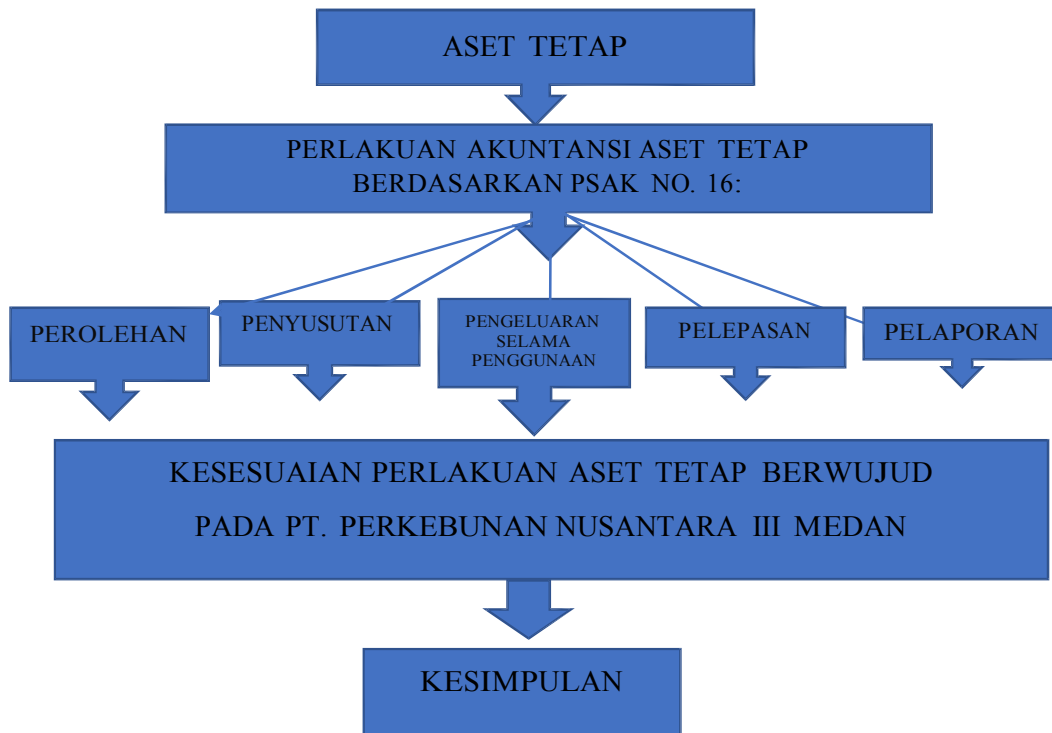 ASET TETAP
PERLAKUAN AKUNTANSI ASET TETAP
BERDASARKAN PSAK NO. 16:
PEROLEHAN
PENYUSUTAN
PENGELUARAN
SELAMA
PENGGUNAAN
PELEPASAN
PELAPORAN
KESESUAIAN PERLAKUAN ASET TETAP BERWUJUD
PADA PT. PERKEBUNAN NUSANTARA III MEDAN
KESIMPULAN